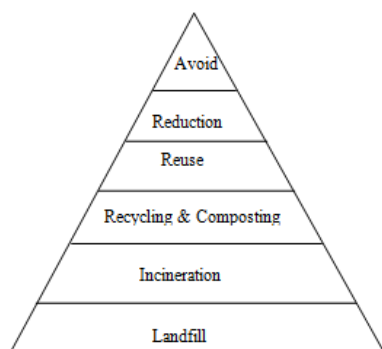 Avoid
Reduction
Reuse
Recycling & Composting
Incineration
Landfill